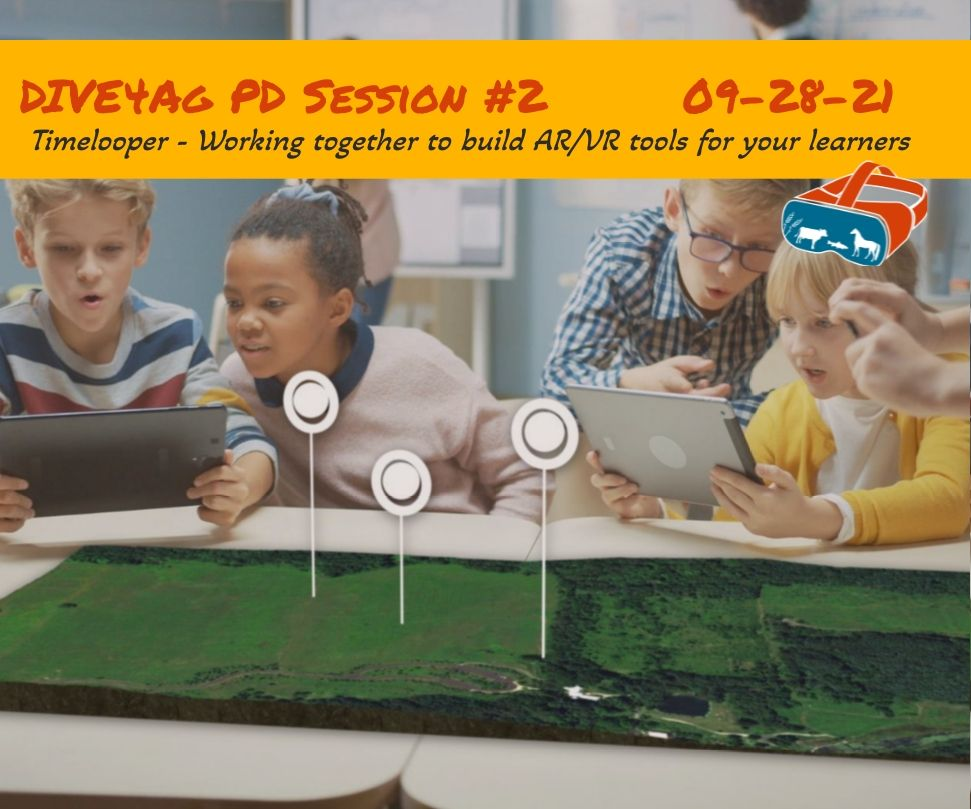 DIVE4Ag PD Session #2 09-28-21
Timelooper - Working together to build AR/VR tools for your learners